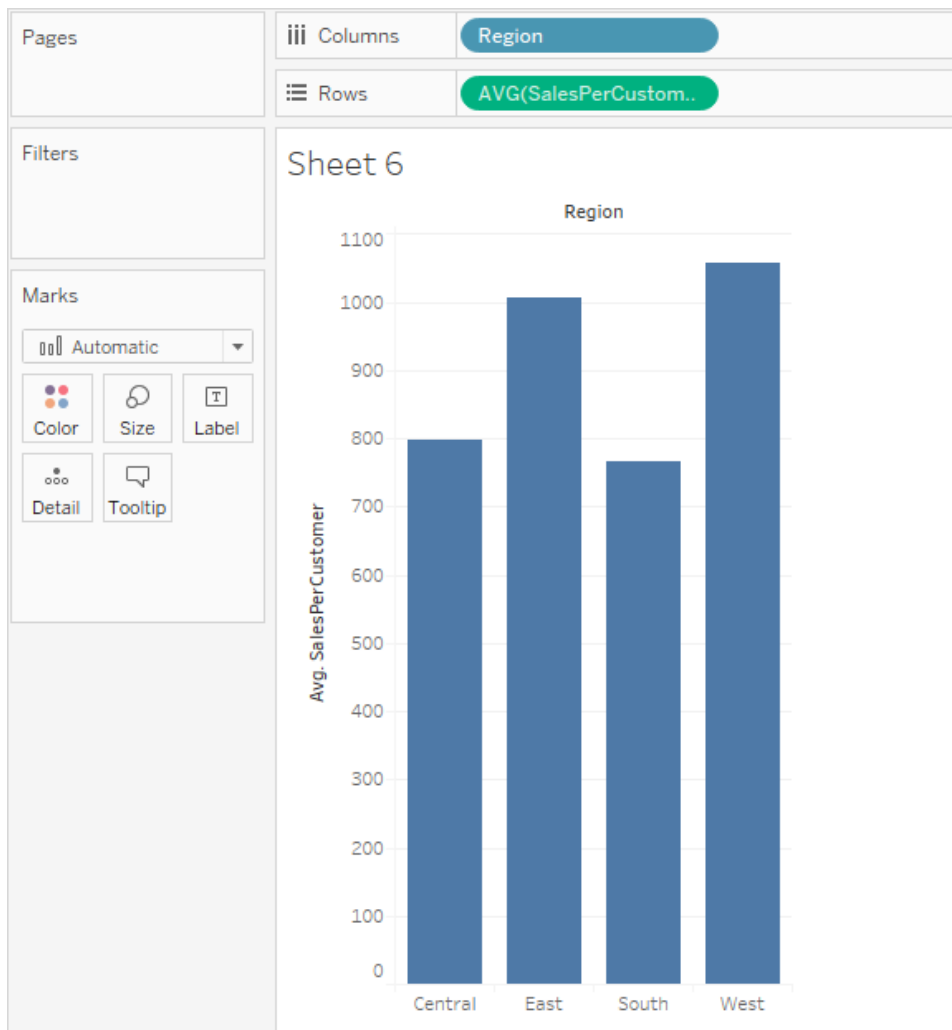 Pages
Columns
Region
Rows
AVG(SalesPerCustom..
Filters
Marks
Automatic
Color
Size
T
Label
Detail
Tooltip
Sheet 6
Region
Avg. SalesPerCustomer
1100
1000
900
800
700
600
500
400
300
200
100
0
Central East South West